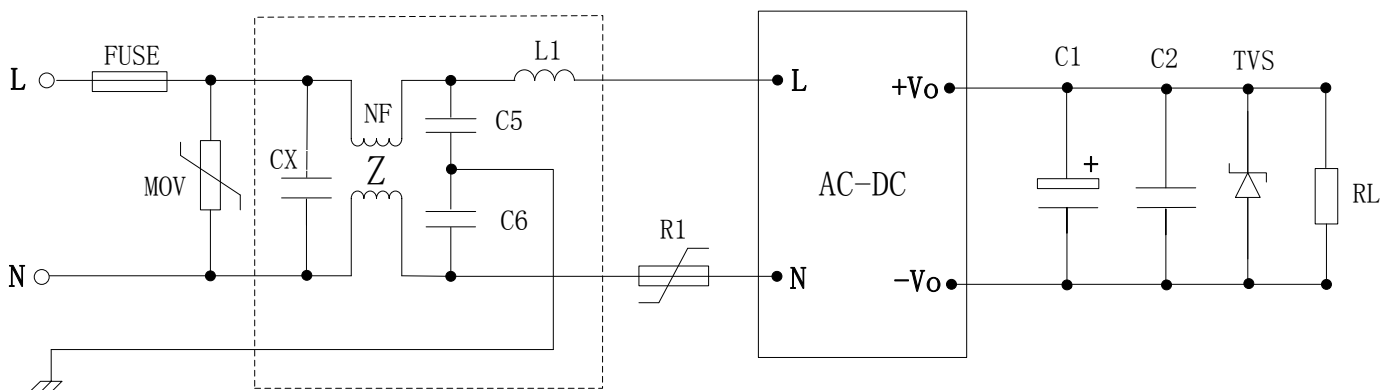 FUSE
L1
C1
C2
TVS
L
L
+Vo
NF
C5
MOV
CX
Z
AC-DC
+
RL
C6
R1
N
N
-Vo